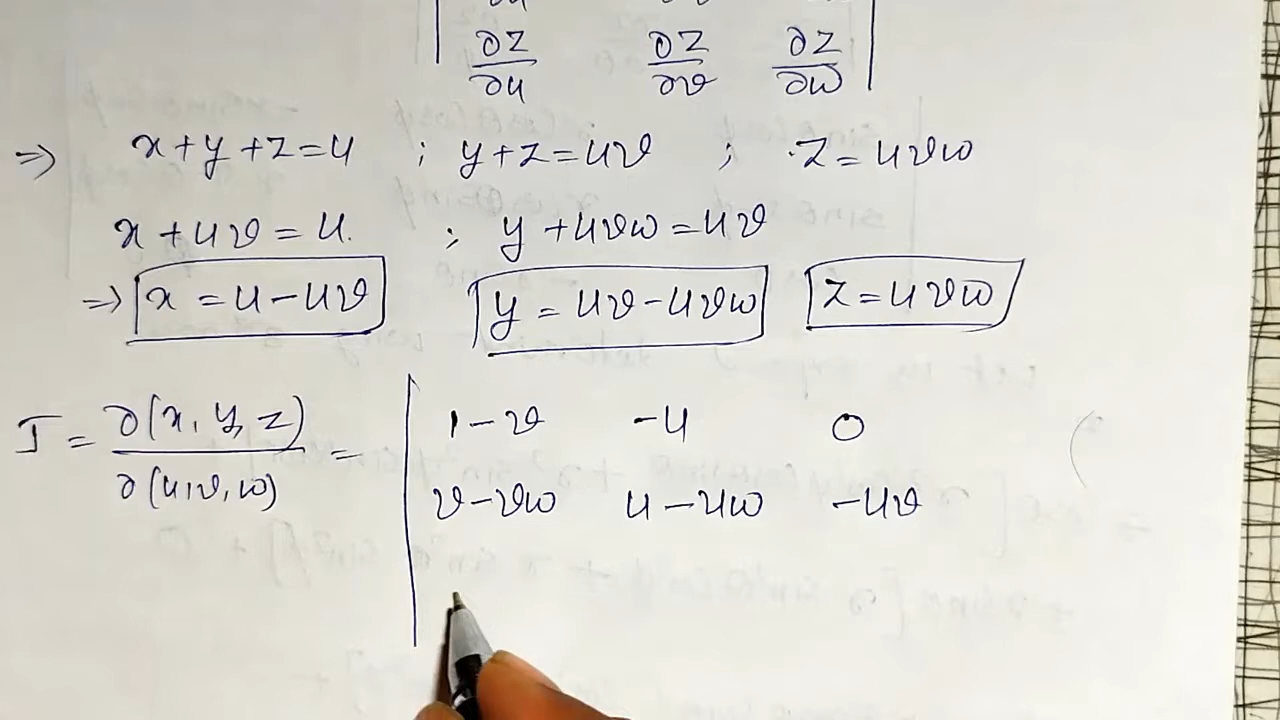 ∂z/∂u ∂z/∂v ∂z/∂w
⇒ x+y+z=u ; y+z=uv ; z=uvw
x+uv=u. ; y+uvw=uv
⇒ x=u-uv y=uv-uvw z=uvw
J = ∂(x,y,z)/∂(u,v,w) = | 1-v -u 0
v-vw u-uw -uv